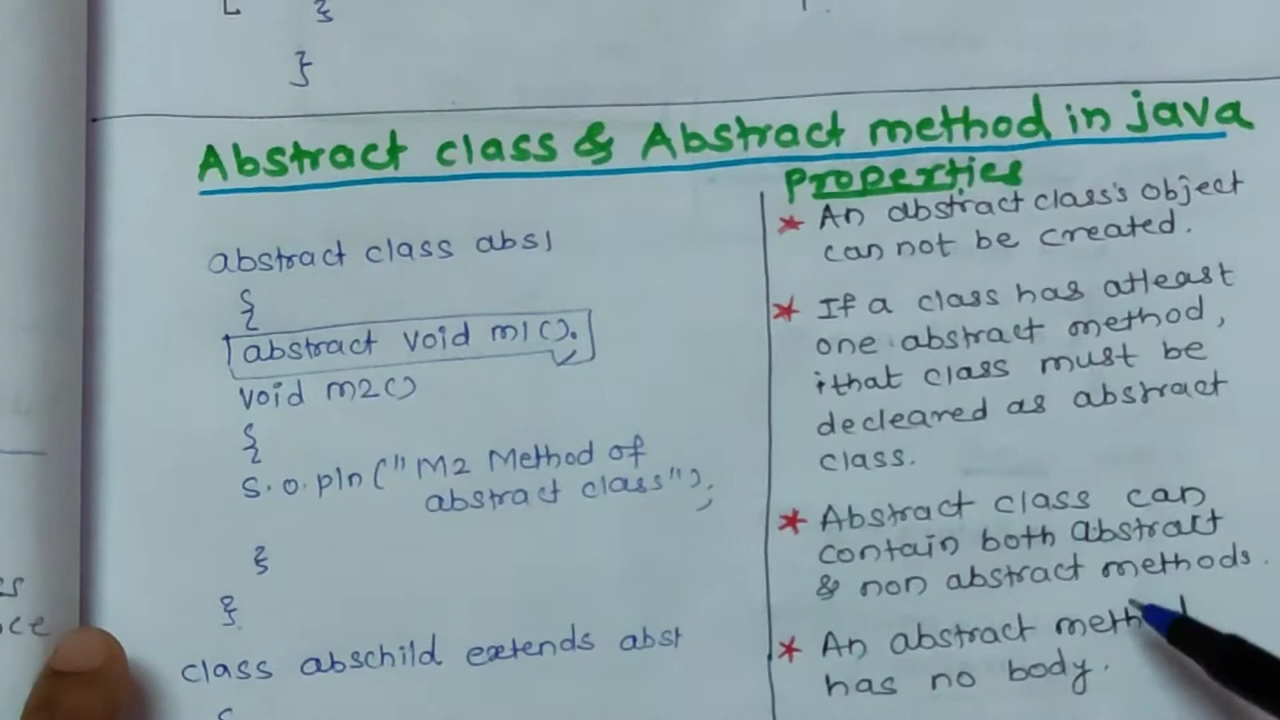 }
}
Abstract class & Abstract method in java
abstract class abs1
{
abstract void m1();
void m2()
{
s.o.pln("M2 Method of
abstract class");
}
}
class abschild extends abs1
{
Properties
* An abstract class's object
can not be created.
* If a class has atleast
one abstract method,
that class must be
decleared as abstract
class.
* Abstract class can
contain both abstract
& non abstract methods.
* An abstract method
has no body.